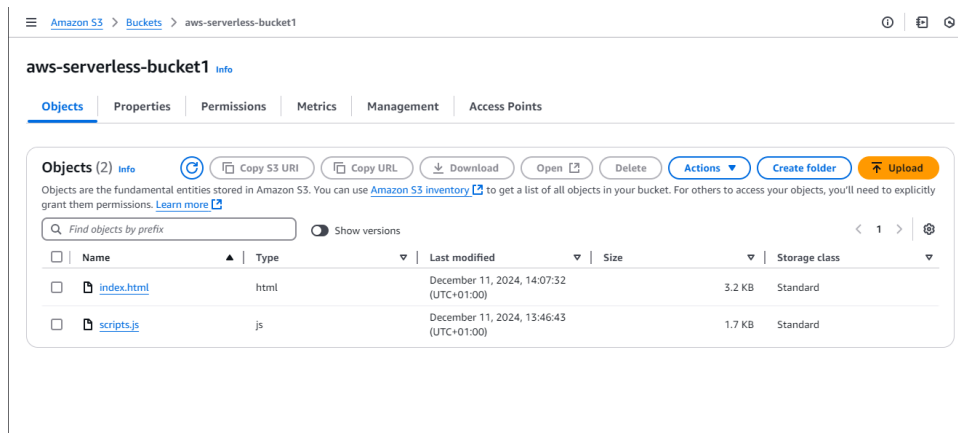 Amazon S3 > Buckets > aws-serverless-bucket1
aws-serverless-bucket1 Info
Objects Properties Permissions Metrics Management Access Points
Objects (2) Info Copy S3 URI Copy URL Download Open Delete Actions Create folder Upload
Objects are the fundamental entities stored in Amazon S3. You can use Amazon S3 inventory to get a list of all objects in your bucket. For others to access your objects, you'll need to explicitly
grant them permissions. Learn more
Find objects by prefix Show versions < 1 >
Name Type Last modified Size Storage class
index.html html December 11, 2024, 14:07:32 (UTC+01:00) 3.2 KB Standard
scripts.js js December 11, 2024, 13:46:43 (UTC+01:00) 1.7 KB Standard